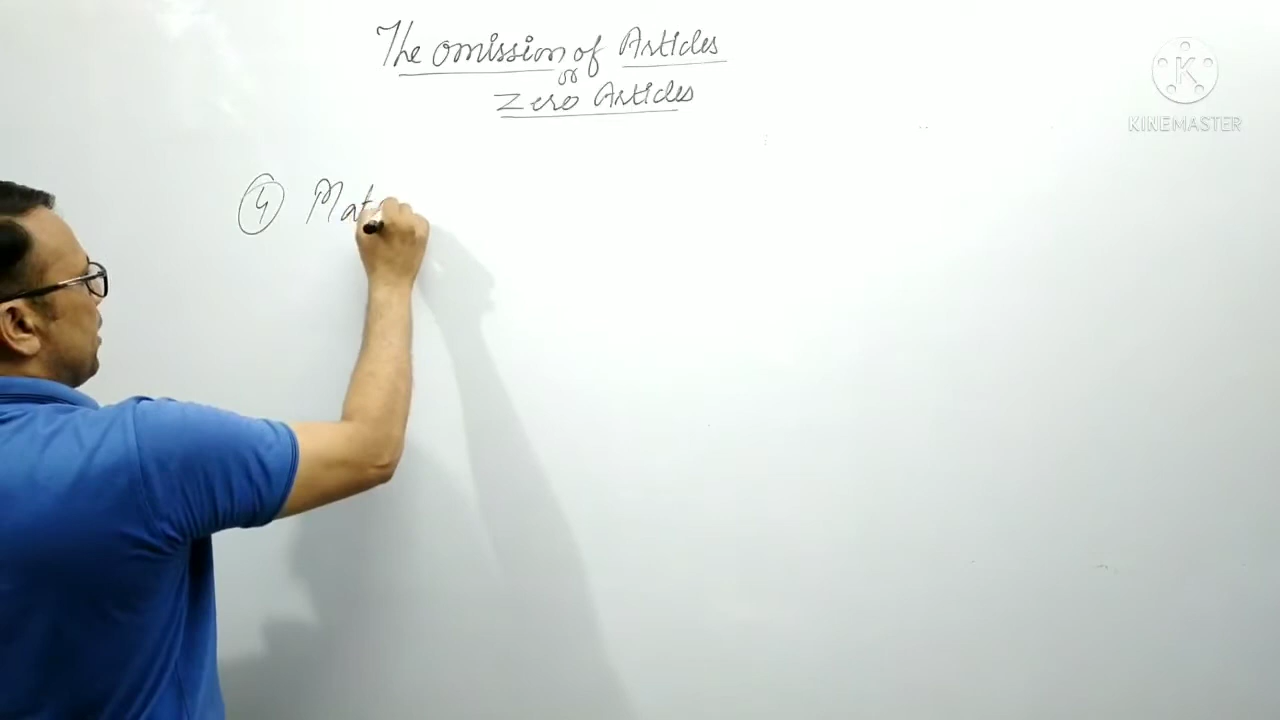 The omission of Articles
or
Zero Articles
④ Mat
K
KINEMASTER